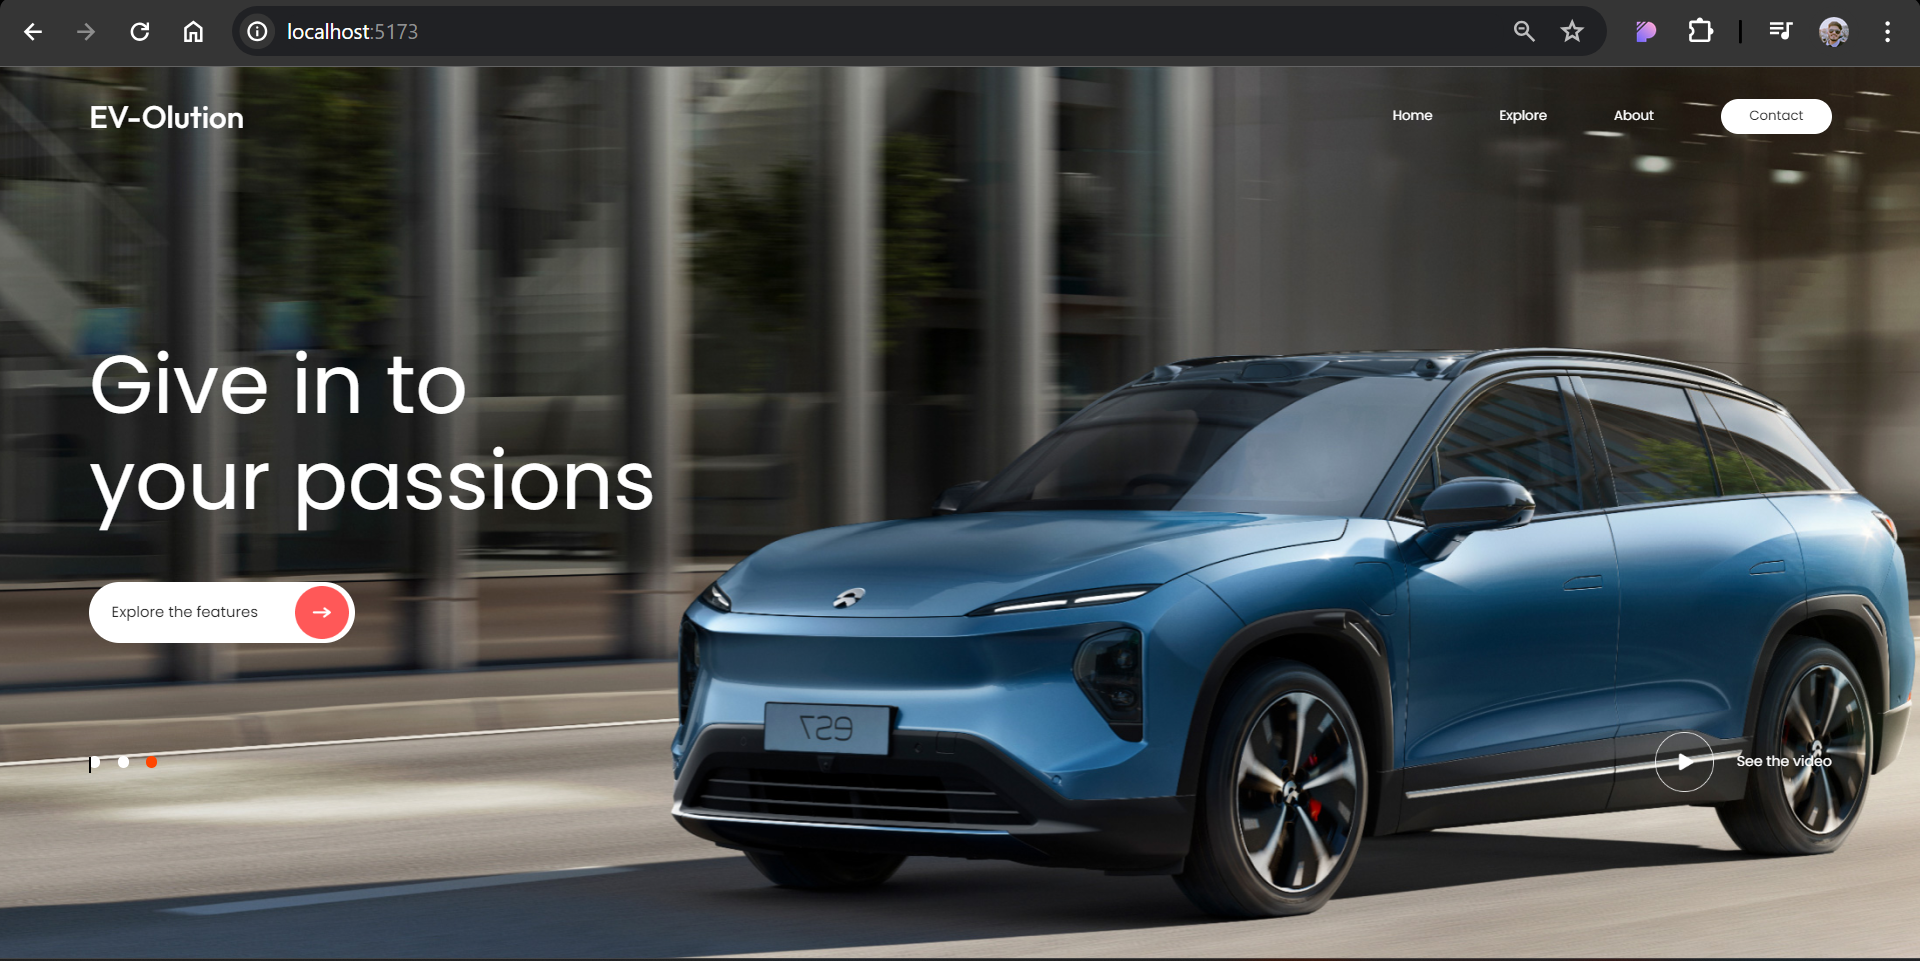 localhost:5173
EV-Olution
Home
Explore
About
Contact
Give in to
your passions
Explore the features
ES7
See the video